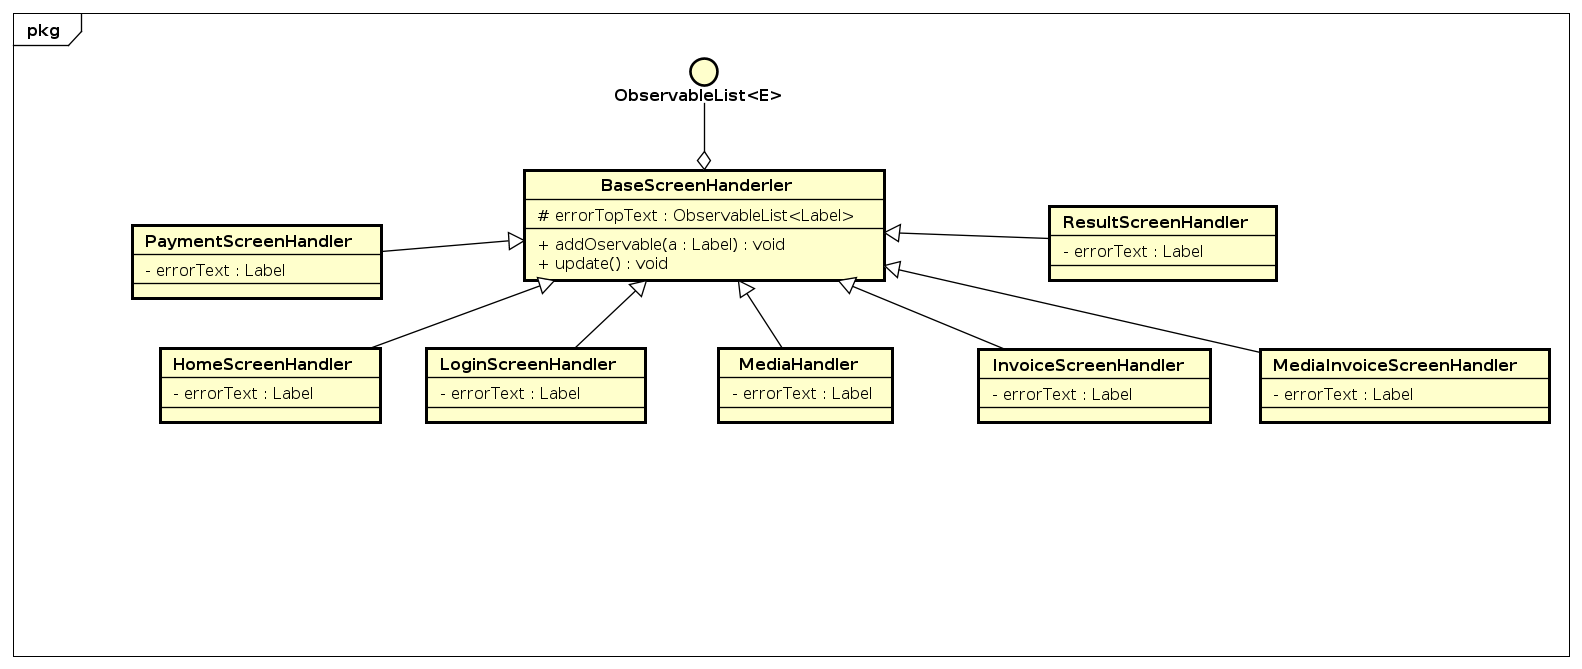 pkg
ObservableList<E>
BaseScreenHanderler
# errorTopText : ObservableList<Label>
+ addOservable(a : Label) : void
+ update() : void
PaymentScreenHandler
- errorText : Label
ResultScreenHandler
- errorText : Label
HomeScreenHandler
- errorText : Label
LoginScreenHandler
- errorText : Label
MediaHandler
- errorText : Label
InvoiceScreenHandler
- errorText : Label
MediaInvoiceScreenHandler
- errorText : Label